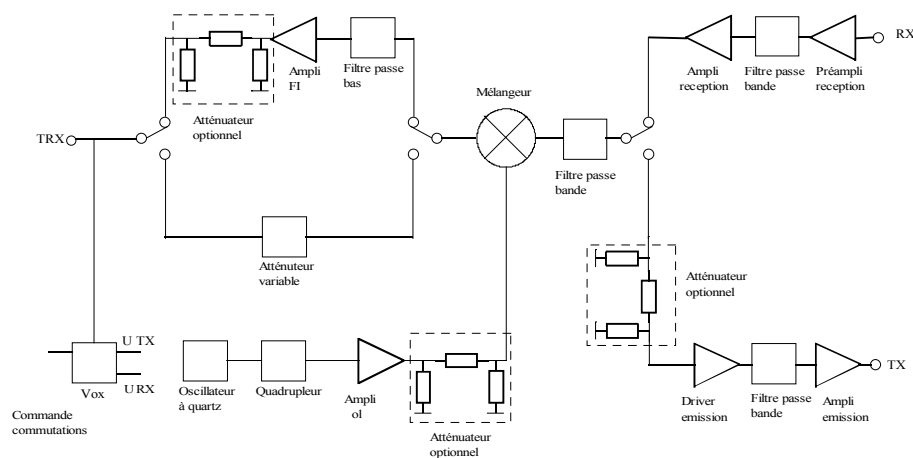 RX
Ampli
FI
Filtre passe
bas
Ampli
reception
Filtre passe
bande
Préampli
reception
Atténuateur
optionnel
Mélangeur
TRX
Filtre passe
bande
Atténuteur
variable
Atténuateur
optionnel
U TX
U RX
Vox
Commande
commutations
Oscillateur
à quartz
Quadrupleur
Ampli
ol
Atténuateur
optionnel
Driver
emission
Filtre passe
bande
Ampli
emission
TX